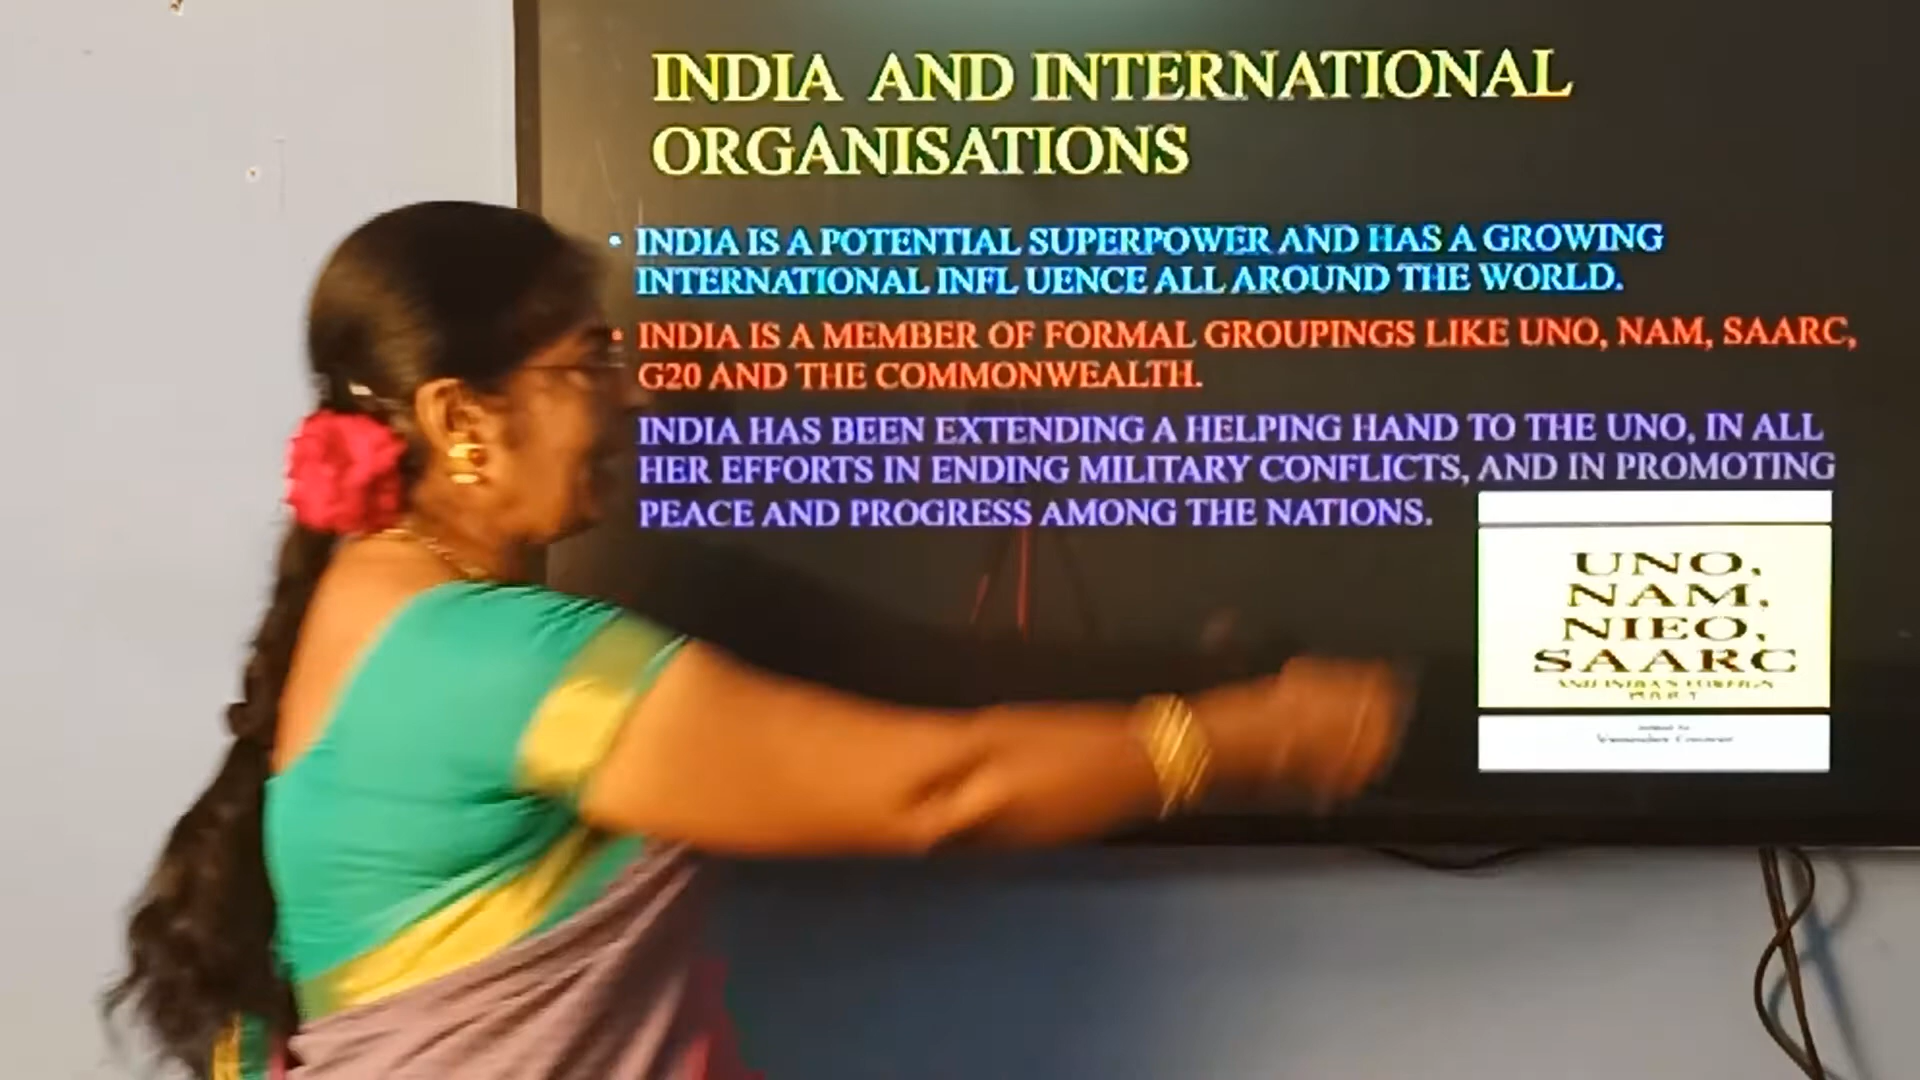 INDIA AND INTERNATIONAL
ORGANISATIONS
• INDIA IS A POTENTIAL SUPERPOWER AND HAS A GROWING
INTERNATIONAL INFL UENCE ALL AROUND THE WORLD.
• INDIA IS A MEMBER OF FORMAL GROUPINGS LIKE UNO, NAM, SAARC,
G20 AND THE COMMONWEALTH.
INDIA HAS BEEN EXTENDING A HELPING HAND TO THE UNO, IN ALL
HER EFFORTS IN ENDING MILITARY CONFLICTS, AND IN PROMOTING
PEACE AND PROGRESS AMONG THE NATIONS.
UNO,
NAM,
NIEO,
SAARC
AND INDIA'S FOREIGN